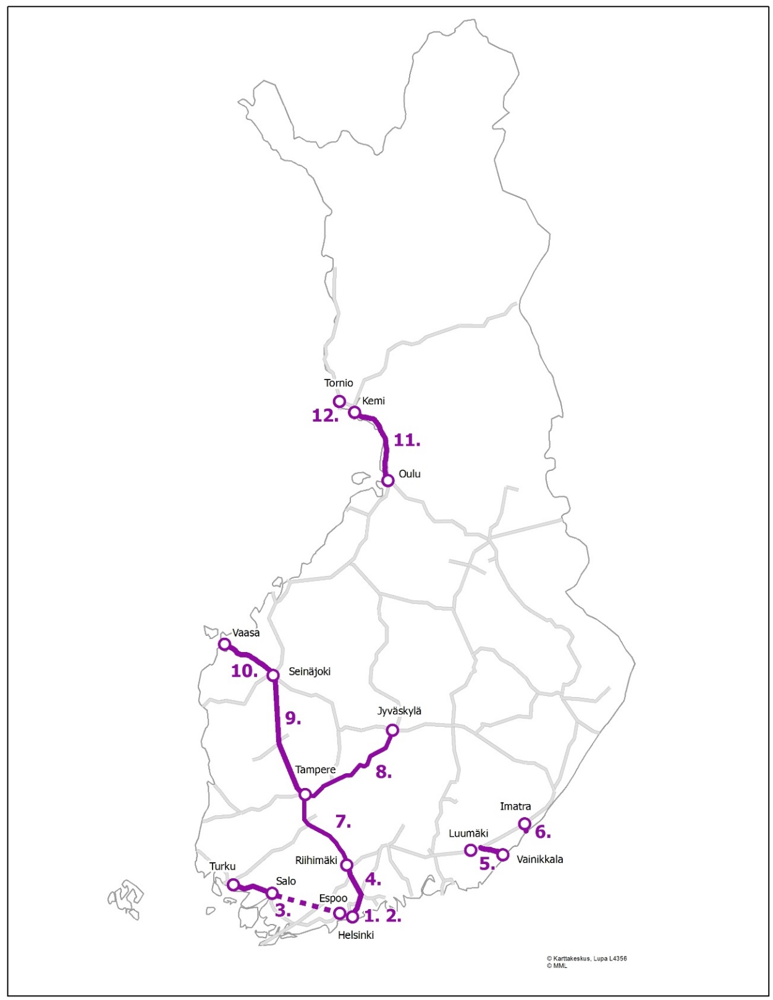 Tornio
Kemi
12.
11.
Oulu
Vaasa
10.
Seinäjoki
9.
Jyväskylä
Tampere
8.
7.
Imatra
6.
Luumäki
5.
Vainikkala
Riihimäki
Turku
4.
Salo
Espoo
3.
1. 2.
Helsinki
© Karttakeskus, Lupa L4356
© MML